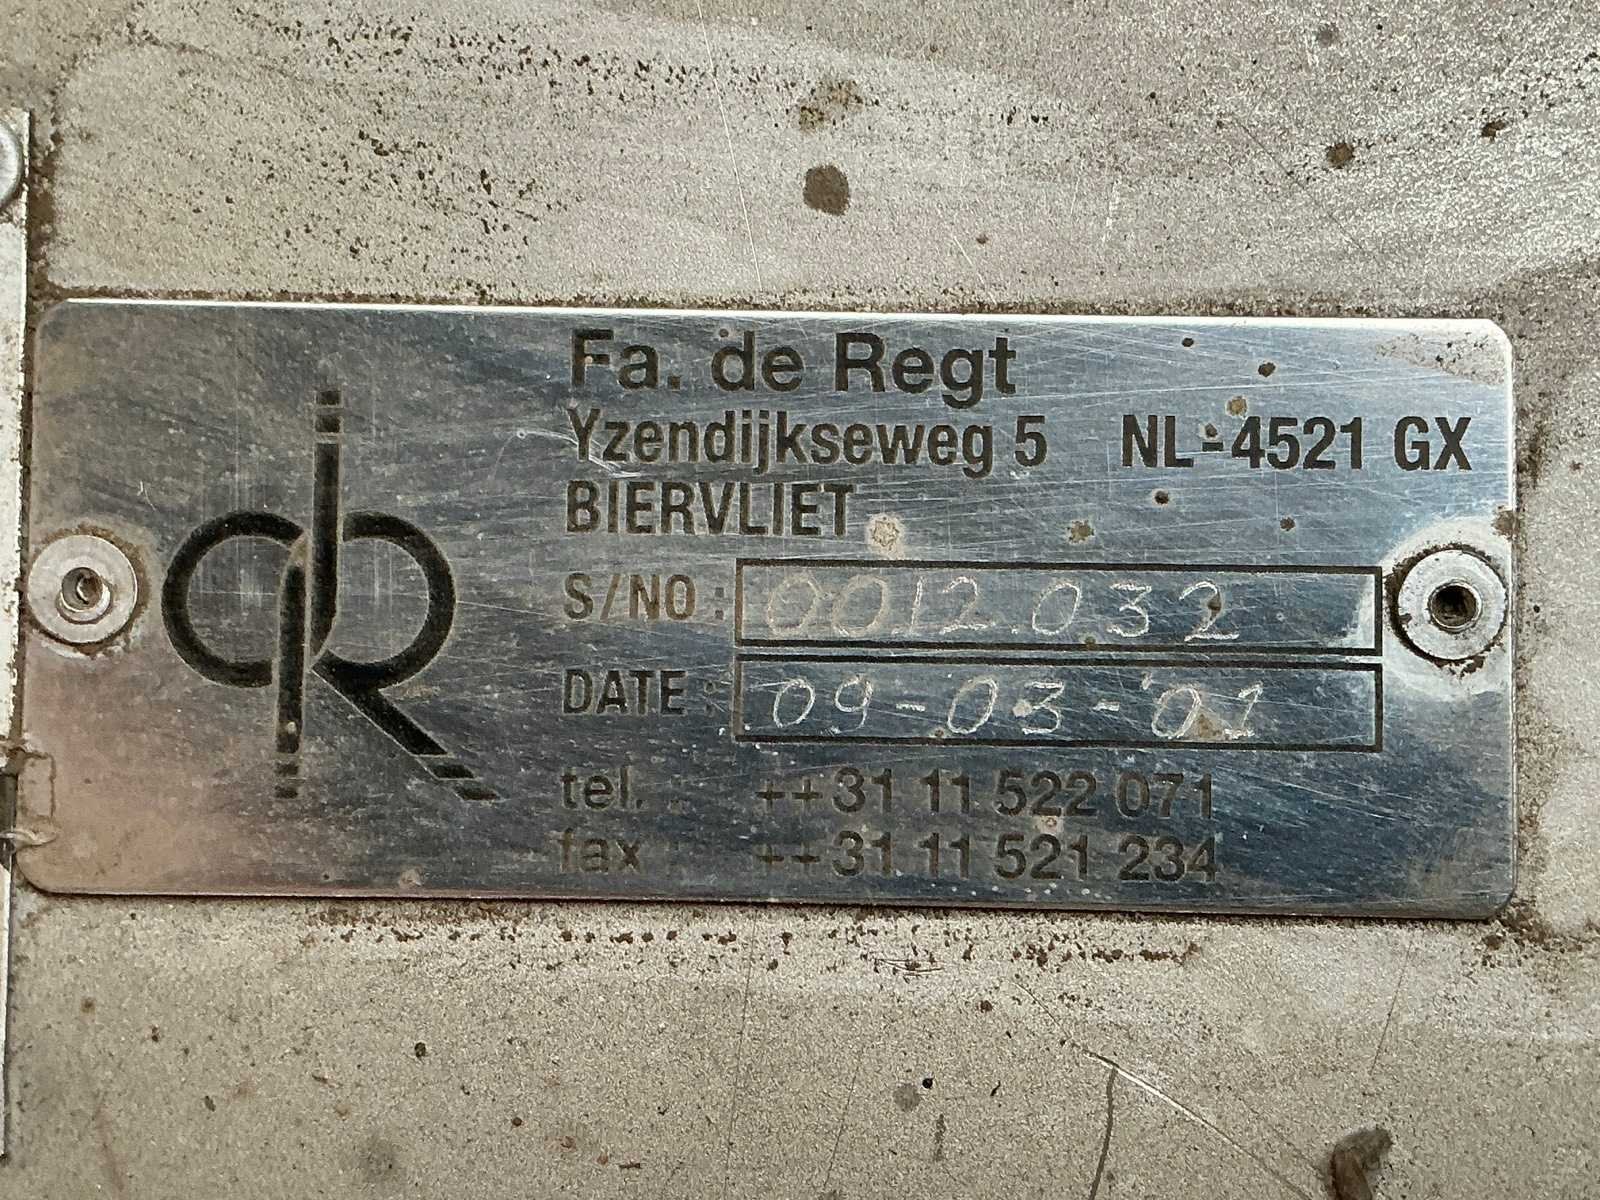 Fa. de Regt
Yzendijkseweg 5 NL-4521 GX
BIERVLIET
S/NO: 0012.032
DATE: 09-03-'01
tel. : ++31 11 522 071
fax : ++31 11 521 234